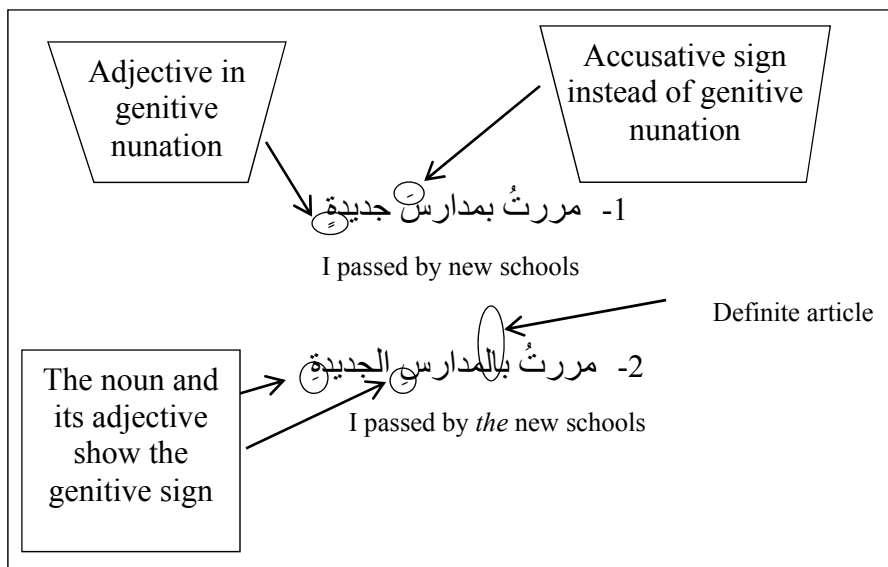 Adjective in
genitive
nunation
Accusative sign
instead of genitive
nunation
1- مررتُ بمدارسَ جديدةٍ
I passed by new schools
Definite article
2- مررتُ بالمدارسِ الجديدةِ
I passed by the new schools
The noun and
its adjective
show the
genitive sign